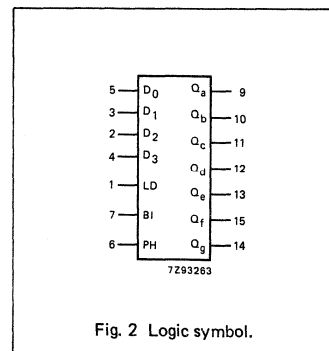 5 D0 Qa 9
3 D1 Qb 10
2 D2 Qc 11
4 D3 Qd 12
1 LD Qe 13
7 BI Qf 15
6 PH Qg 14
7Z93263
Fig. 2 Logic symbol.